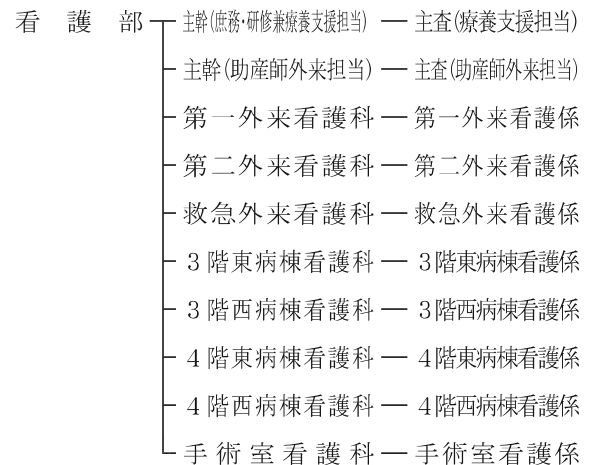 看護部 主幹(庶務・研修兼療養支援担当) 主査(療養支援担当)
主幹(助産師外来担当) 主査(助産師外来担当)
第一外来看護科 第一外来看護係
第二外来看護科 第二外来看護係
救急外来看護科 救急外来看護係
3階東病棟看護科 3階東病棟看護係
3階西病棟看護科 3階西病棟看護係
4階東病棟看護科 4階東病棟看護係
4階西病棟看護科 4階西病棟看護係
手術室看護科 手術室看護係